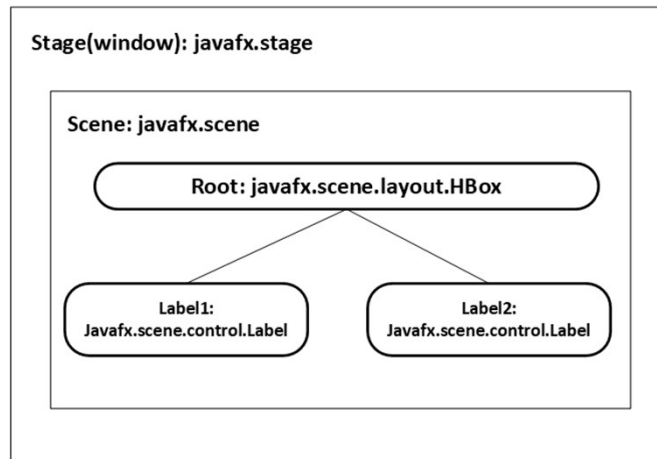 Stage(window): javafx.stage
Scene: javafx.scene
Root: javafx.scene.layout.HBox
Label1:
Javafx.scene.control.Label
Label2:
Javafx.scene.control.Label